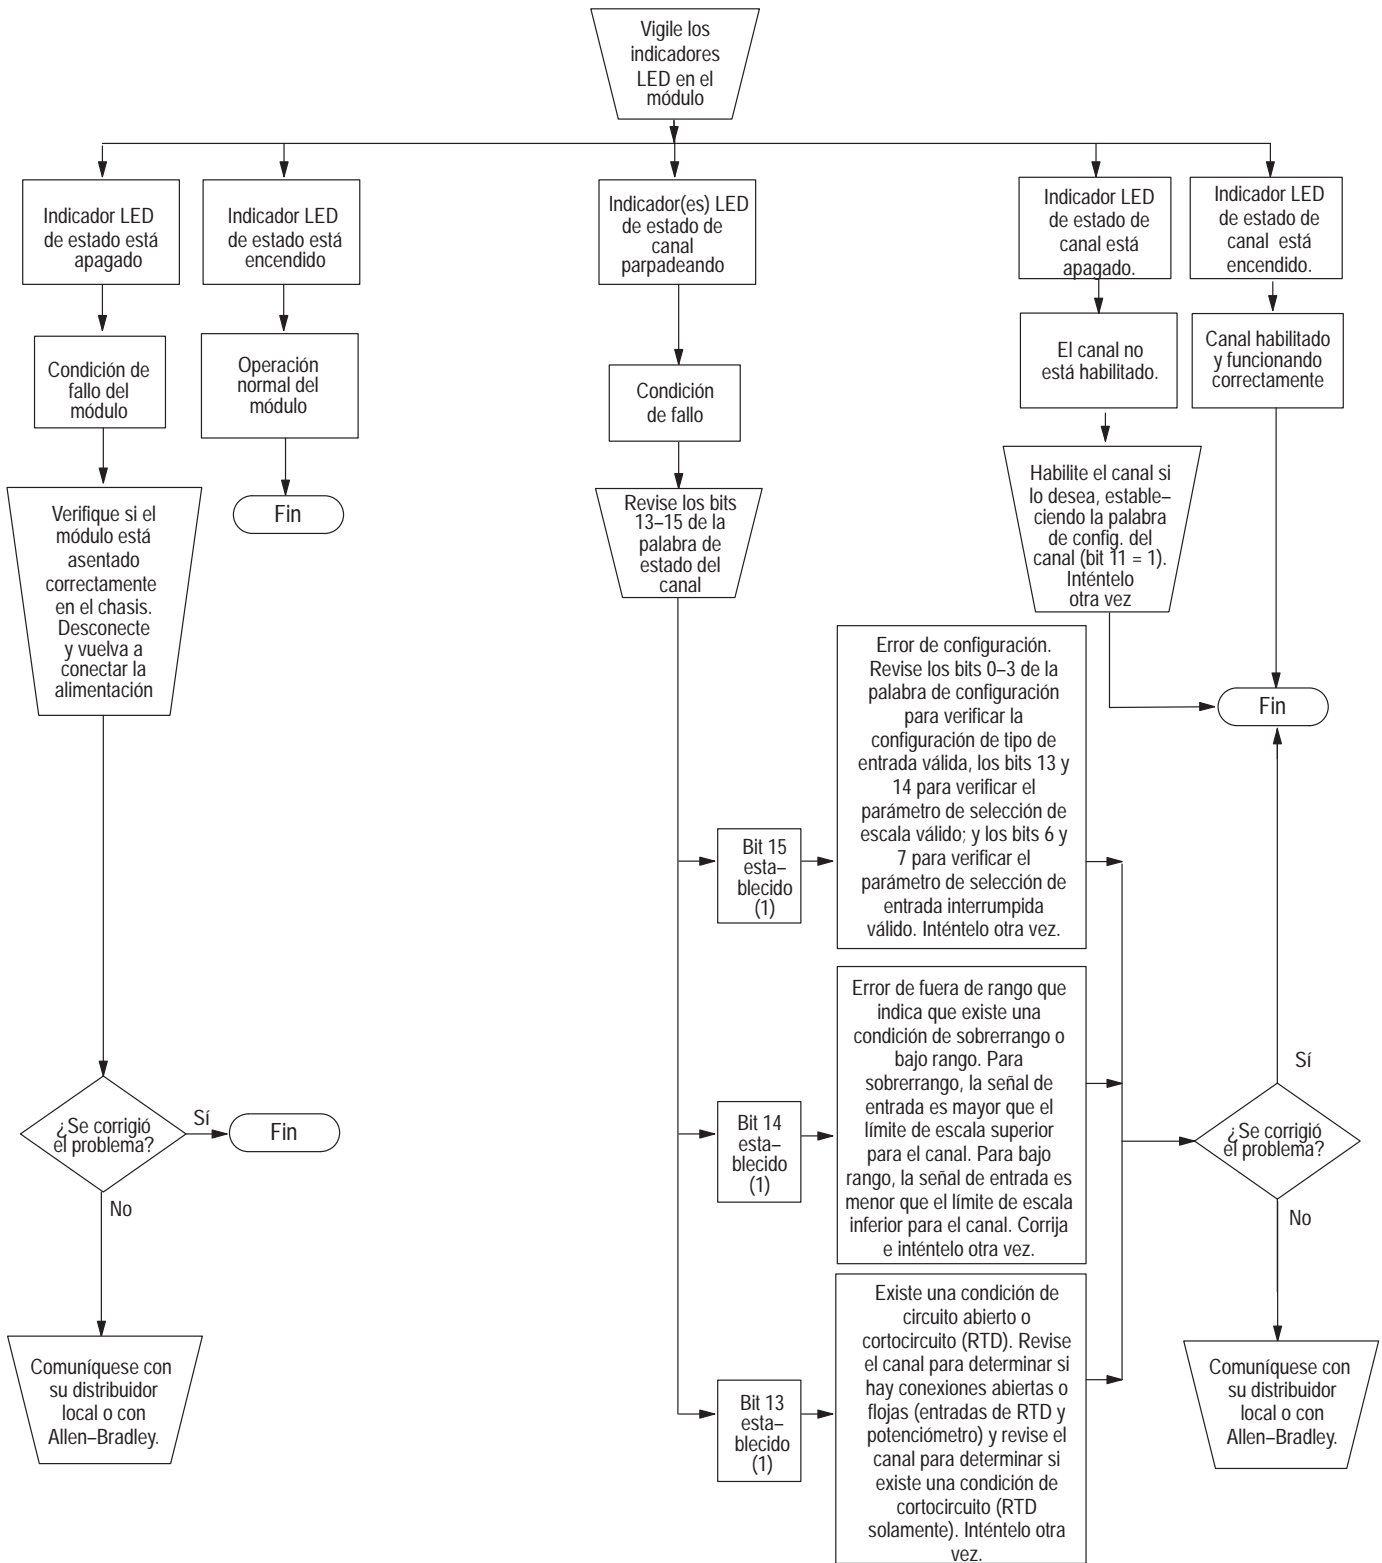 Vigile los
indicadores
LED en el
módulo
Indicador LED
de estado está
apagado
Indicador LED
de estado está
encendido
Indicador(es) LED
de estado de
canal
parpadeando
Indicador LED
de estado de
canal está
apagado.
Indicador LED
de estado de
canal está
encendido.
Condición de
fallo del
módulo
Operación
normal del
módulo
Condición
de fallo
El canal no
está habilitado.
Canal habilitado
y funcionando
correctamente
Verifique si el
módulo está
asentado
correctamente
en el chasis.
Desconecte
y vuelva a
conectar la
alimentación
Fin
Revise los bits
13–15 de la
palabra de
estado del
canal
Habilite el canal si
lo desea, estable–
ciendo la palabra
de config. del
canal (bit 11 = 1).
Inténtelo
otra vez
Fin
Bit 15
esta–
blecido
(1)
Error de configuración.
Revise los bits 0–3 de la
palabra de configuración
para verificar la
configuración de tipo de
entrada válida, los bits 13 y
14 para verificar el
parámetro de selección de
escala válido; y los bits 6 y
7 para verificar el
parámetro de selección de
entrada interrumpida
válido. Inténtelo otra vez.
Bit 14
esta–
blecido
(1)
Error de fuera de rango que
indica que existe una
condición de sobrerrango o
bajo rango. Para
sobrerrango, la señal de
entrada es mayor que el
límite de escala superior
para el canal. Para bajo
rango, la señal de entrada es
menor que el límite de escala
inferior para el canal. Corrija
e inténtelo otra vez.
Bit 13
esta–
blecido
(1)
Existe una condición de
circuito abierto o
cortocircuito (RTD). Revise
el canal para determinar si
hay conexiones abiertas o
flojas (entradas de RTD y
potenciómetro) y revise el
canal para determinar si
existe una condición de
cortocircuito (RTD
solamente). Inténtelo otra
vez.
¿Se corrigió
el problema?
Sí
Fin
No
Comuníquese con
su distribuidor
local o con
Allen–Bradley.
Sí
¿Se corrigió
el problema?
No
Comuníquese con
su distribuidor
local o con
Allen–Bradley.